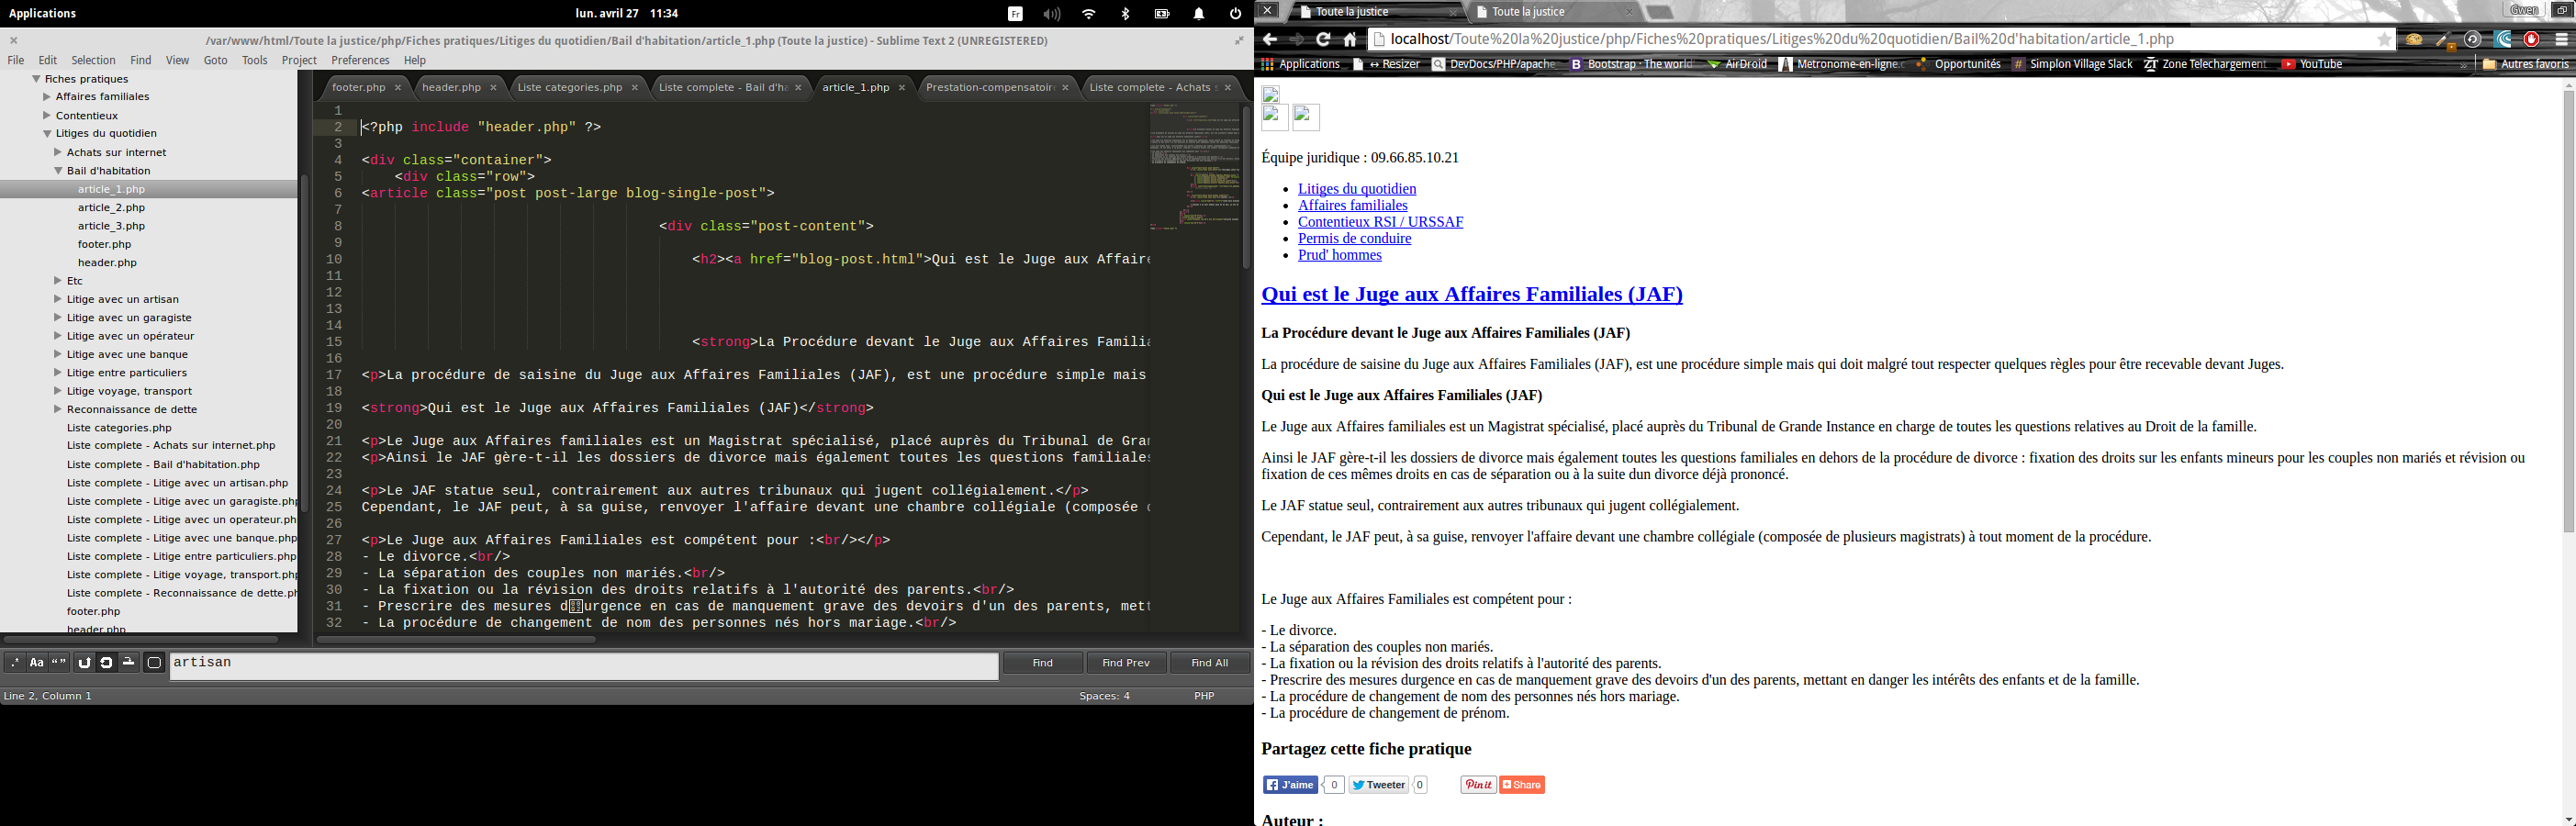 Applications
lun. avril 27 11:34
Fr
/var/www/html/Toute la justice/php/Fiches pratiques/Litiges du quotidien/Bail d'habitation/article_1.php (Toute la justice) - Sublime Text 2 (UNREGISTERED)
File Edit Selection Find View Goto Tools Project Preferences Help
Fiches pratiques
Affaires familiales
Contentieux
Litiges du quotidien
Achats sur internet
Bail d'habitation
article_1.php
article_2.php
article_3.php
footer.php
header.php
Etc
Litige avec un artisan
Litige avec un garagiste
Litige avec un opérateur
Litige avec une banque
Litige entre particuliers
Litige voyage, transport
Reconnaissance de dette
Liste categories.php
Liste complete - Achats sur internet.php
Liste complete - Bail d'habitation.php
Liste complete - Litige avec un artisan.php
Liste complete - Litige avec un garagiste.php
Liste complete - Litige avec un operateur.ph
Liste complete - Litige avec une banque.php
Liste complete - Litige entre particuliers.php
Liste complete - Litige voyage, transport.php
Liste complete - Reconnaissance de dette.ph
footer.php
header.php
footer.php header.php Liste categories.php Liste complete - Bail d'ha article_1.php Prestation-compensatoir Liste complete - Achats s
1
2 <?php include "header.php" ?>
3
4 <div class="container">
5 <div class="row">
6 <article class="post post-large blog-single-post">
7
8 <div class="post-content">
9
10 <h2><a href="blog-post.html">Qui est le Juge aux Affaire
11
12
13
14
15 <strong>La Procédure devant le Juge aux Affaires Familia
16
17 <p>La procédure de saisine du Juge aux Affaires Familiales (JAF), est une procédure simple mais
18
19 <strong>Qui est le Juge aux Affaires Familiales (JAF)</strong>
20
21 <p>Le Juge aux Affaires familiales est un Magistrat spécialisé, placé auprès du Tribunal de Gran
22 <p>Ainsi le JAF gère-t-il les dossiers de divorce mais également toutes les questions familiales
23
24 <p>Le JAF statue seul, contrairement aux autres tribunaux qui jugent collégialement.</p>
25 Cependant, le JAF peut, à sa guise, renvoyer l'affaire devant une chambre collégiale (composée
26
27 <p>Le Juge aux Affaires Familiales est compétent pour :<br/></p>
28 - Le divorce.<br/>
29 - La séparation des couples non mariés.<br/>
30 - La fixation ou la révision des droits relatifs à l'autorité des parents.<br/>
31 - Prescrire des mesures durgence en cas de manquement grave des devoirs d'un des parents, mett
32 - La procédure de changement de nom des personnes nés hors mariage.<br/>
.* Aa “” artisan Find Find Prev Find All
Line 2, Column 1 Spaces: 4 PHP
Toute la justice Toute la justice Gwen
localhost/Toute%20la%20justice/php/Fiches%20pratiques/Litiges%20du%20quotidien/Bail%20d'habitation/article_1.php
Applications ↔ Resizer DevDocs/PHP/apache B Bootstrap · The world AirDroid Metronome-en-ligne.c Opportunités # Simplon Village Slack Zone Telechargement YouTube » Autres favoris
Équipe juridique : 09.66.85.10.21
• Litiges du quotidien
• Affaires familiales
• Contentieux RSI / URSSAF
• Permis de conduire
• Prud' hommes
Qui est le Juge aux Affaires Familiales (JAF)
La Procédure devant le Juge aux Affaires Familiales (JAF)
La procédure de saisine du Juge aux Affaires Familiales (JAF), est une procédure simple mais qui doit malgré tout respecter quelques règles pour être recevable devant Juges.
Qui est le Juge aux Affaires Familiales (JAF)
Le Juge aux Affaires familiales est un Magistrat spécialisé, placé auprès du Tribunal de Grande Instance en charge de toutes les questions relatives au Droit de la famille.
Ainsi le JAF gère-t-il les dossiers de divorce mais également toutes les questions familiales en dehors de la procédure de divorce : fixation des droits sur les enfants mineurs pour les couples non mariés et révision ou
fixation de ces mêmes droits en cas de séparation ou à la suite dun divorce déjà prononcé.
Le JAF statue seul, contrairement aux autres tribunaux qui jugent collégialement.
Cependant, le JAF peut, à sa guise, renvoyer l'affaire devant une chambre collégiale (composée de plusieurs magistrats) à tout moment de la procédure.
Le Juge aux Affaires Familiales est compétent pour :
- Le divorce.
- La séparation des couples non mariés.
- La fixation ou la révision des droits relatifs à l'autorité des parents.
- Prescrire des mesures durgence en cas de manquement grave des devoirs d'un des parents, mettant en danger les intérêts des enfants et de la famille.
- La procédure de changement de nom des personnes nés hors mariage.
- La procédure de changement de prénom.
Partagez cette fiche pratique
J'aime 0 Tweeter 0 Pin it Share
Auteur :